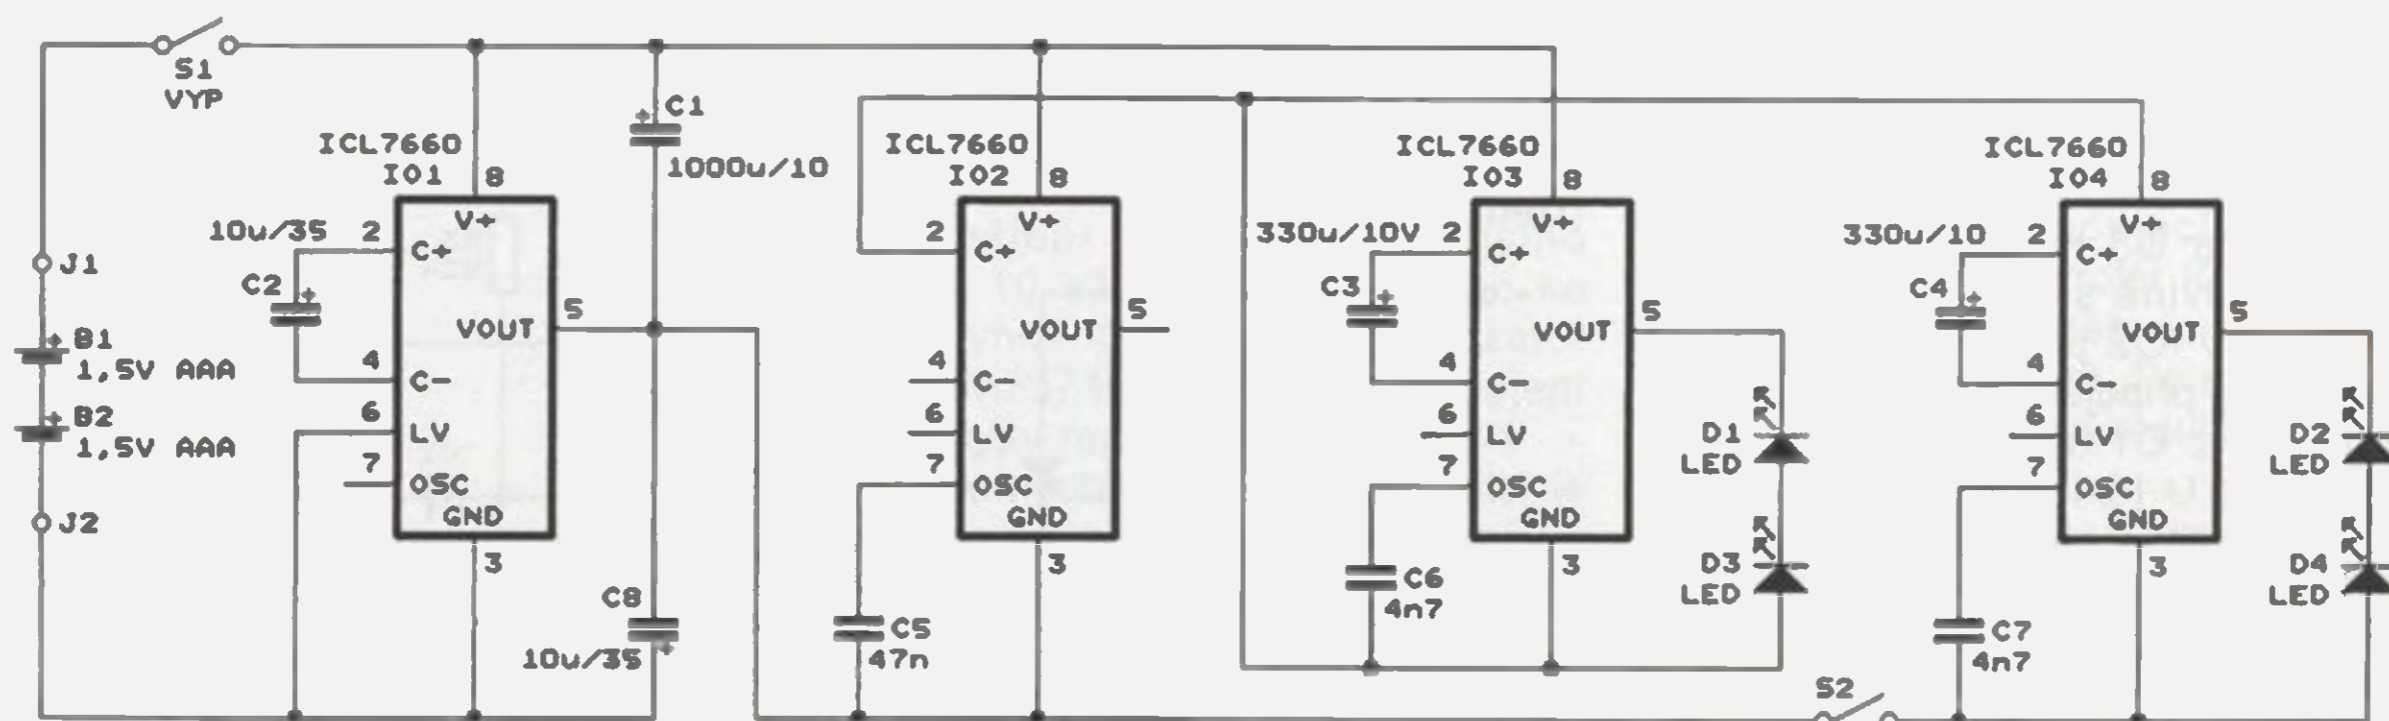 S1
VYP
J1
B1
1,5V AAA
B2
1,5V AAA
J2
ICL7660
IO1
8
V+
10u/35
2
C+
C2
5
VOUT
4
C-
6
LV
7
OSC
GND
3
C1
1000u/10
C8
10u/35
ICL7660
IO2
8
V+
2
C+
5
VOUT
4
C-
6
LV
7
OSC
GND
3
C5
47n
ICL7660
IO3
8
V+
330u/10V
2
C+
C3
5
VOUT
4
C-
6
LV
7
OSC
GND
3
C6
4n7
D1
LED
D3
LED
S2
ICL7660
IO4
8
V+
330u/10
2
C+
C4
5
VOUT
4
C-
6
LV
7
OSC
GND
3
C7
4n7
D2
LED
D4
LED